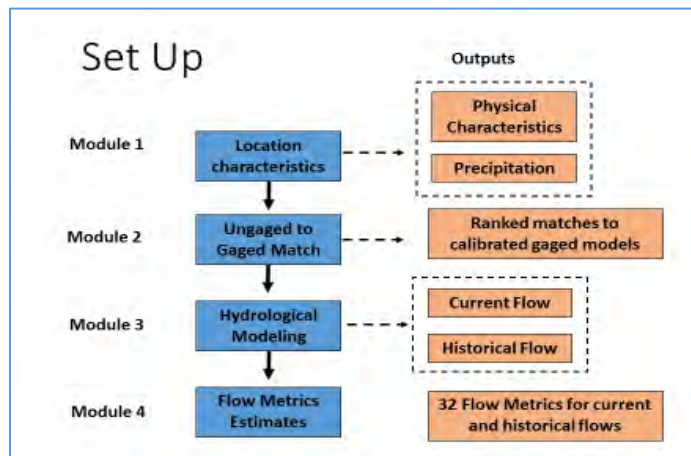 Set Up
Outputs
Module 1
Location
characteristics
Physical
Characteristics
Precipitation
Module 2
Ungaged to
Gaged Match
Ranked matches to
calibrated gaged models
Module 3
Hydrological
Modeling
Current Flow
Historical Flow
Module 4
Flow Metrics
Estimates
32 Flow Metrics for current
and historical flows